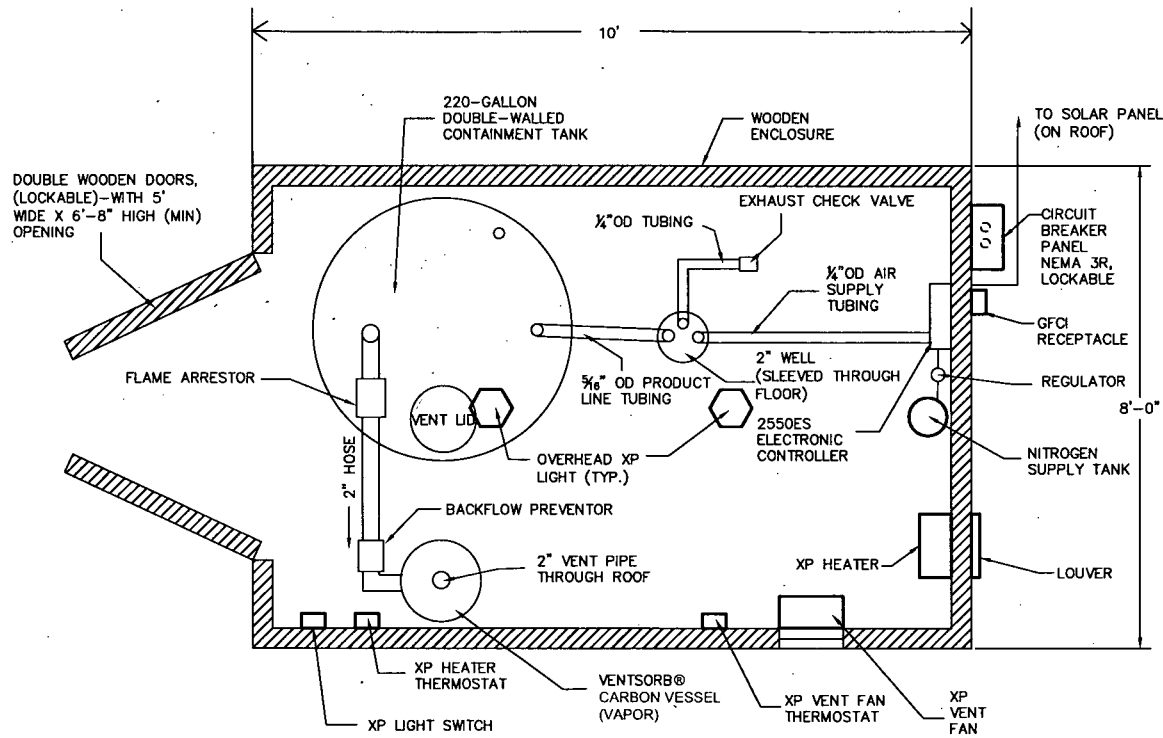 10'
220-GALLON
DOUBLE-WALLED
CONTAINMENT TANK
WOODEN
ENCLOSURE
TO SOLAR PANEL
(ON ROOF)
DOUBLE WOODEN DOORS,
(LOCKABLE)-WITH 5'
WIDE X 6'-8" HIGH (MIN)
OPENING
EXHAUST CHECK VALVE
¼"OD TUBING
CIRCUIT
BREAKER
PANEL
NEMA 3R,
LOCKABLE
¼"OD AIR
SUPPLY
TUBING
GFCI
RECEPTACLE
FLAME ARRESTOR
5/16" OD PRODUCT
LINE TUBING
2" WELL
(SLEEVED THROUGH
FLOOR)
REGULATOR
8'-0"
VENT LID
2550ES
ELECTRONIC
CONTROLLER
OVERHEAD XP
LIGHT (TYP.)
NITROGEN
SUPPLY TANK
2" HOSE
BACKFLOW PREVENTOR
2" VENT PIPE
THROUGH ROOF
XP HEATER
LOUVER
XP HEATER
THERMOSTAT
VENTSORB®
CARBON VESSEL
(VAPOR)
XP VENT FAN
THERMOSTAT
XP
VENT
FAN
XP LIGHT SWITCH